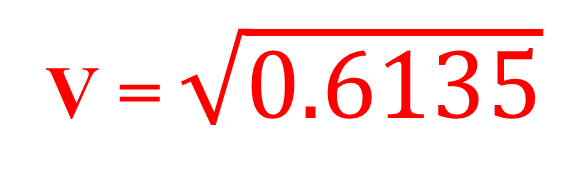 v = √0.6135